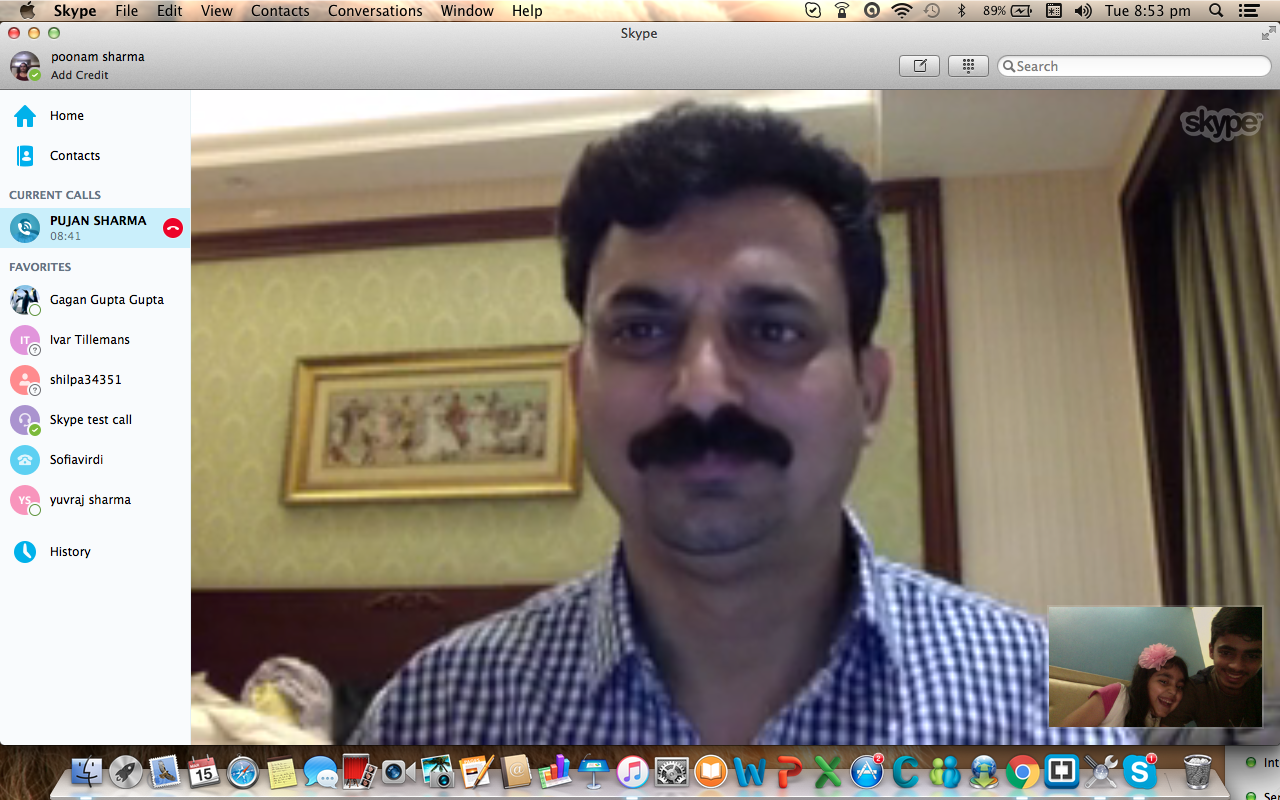 Skype File Edit View Contacts Conversations Window Help 89% Tue 8:53 pm
Skype
poonam sharma
Add Credit
Search
Home
Contacts
CURRENT CALLS
PUJAN SHARMA
08:41
FAVORITES
Gagan Gupta Gupta
IT Ivar Tillemans
shilpa34351
Skype test call
Sofiavirdi
YS yuvraj sharma
History
skype
15
2
1
Int
Ser